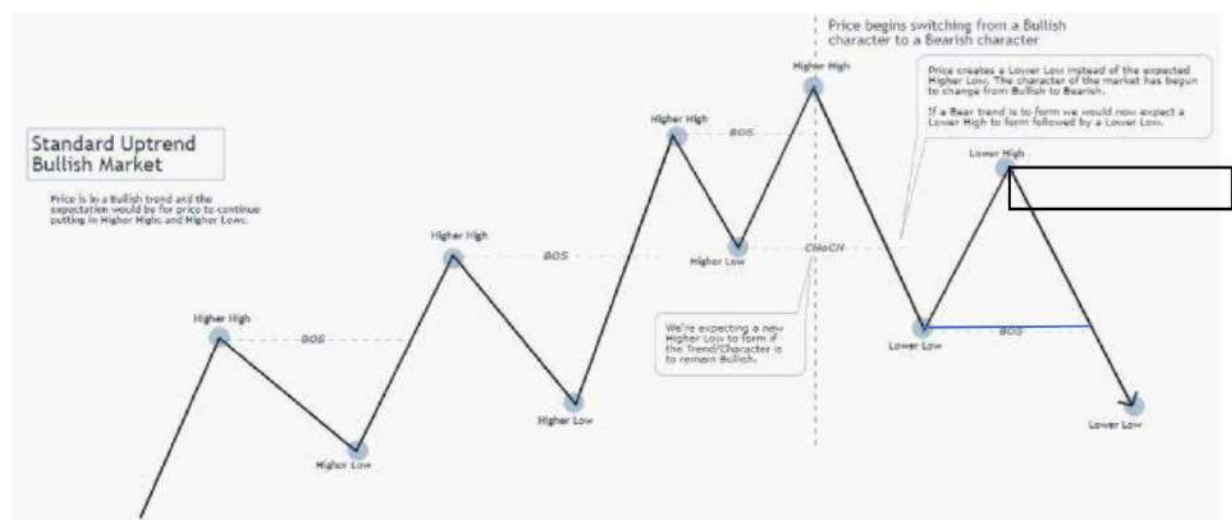 Price begins switching from a Bullish
character to a Bearish character
Higher High
Price creates a Lower Low instead of the expected
Higher Low. The character of the market has begun
to change from Bullish to Bearish.
If a Bear trend is to form we would now expect a
Lower High to form followed by a Lower Low.
Higher High
BOS
Standard Uptrend
Bullish Market
Lower High
Price is in a Bullish trend and the
expectation would be for price to continue
putting in Higher Highs and Higher Lows.
Higher High
BOS
Higher Low
CHoCH
Higher High
BOS
We're expecting a new
Higher Low to form if
the Trend/Character is
to remain Bullish.
BOS
Lower Low
Higher Low
Lower Low
Higher Low